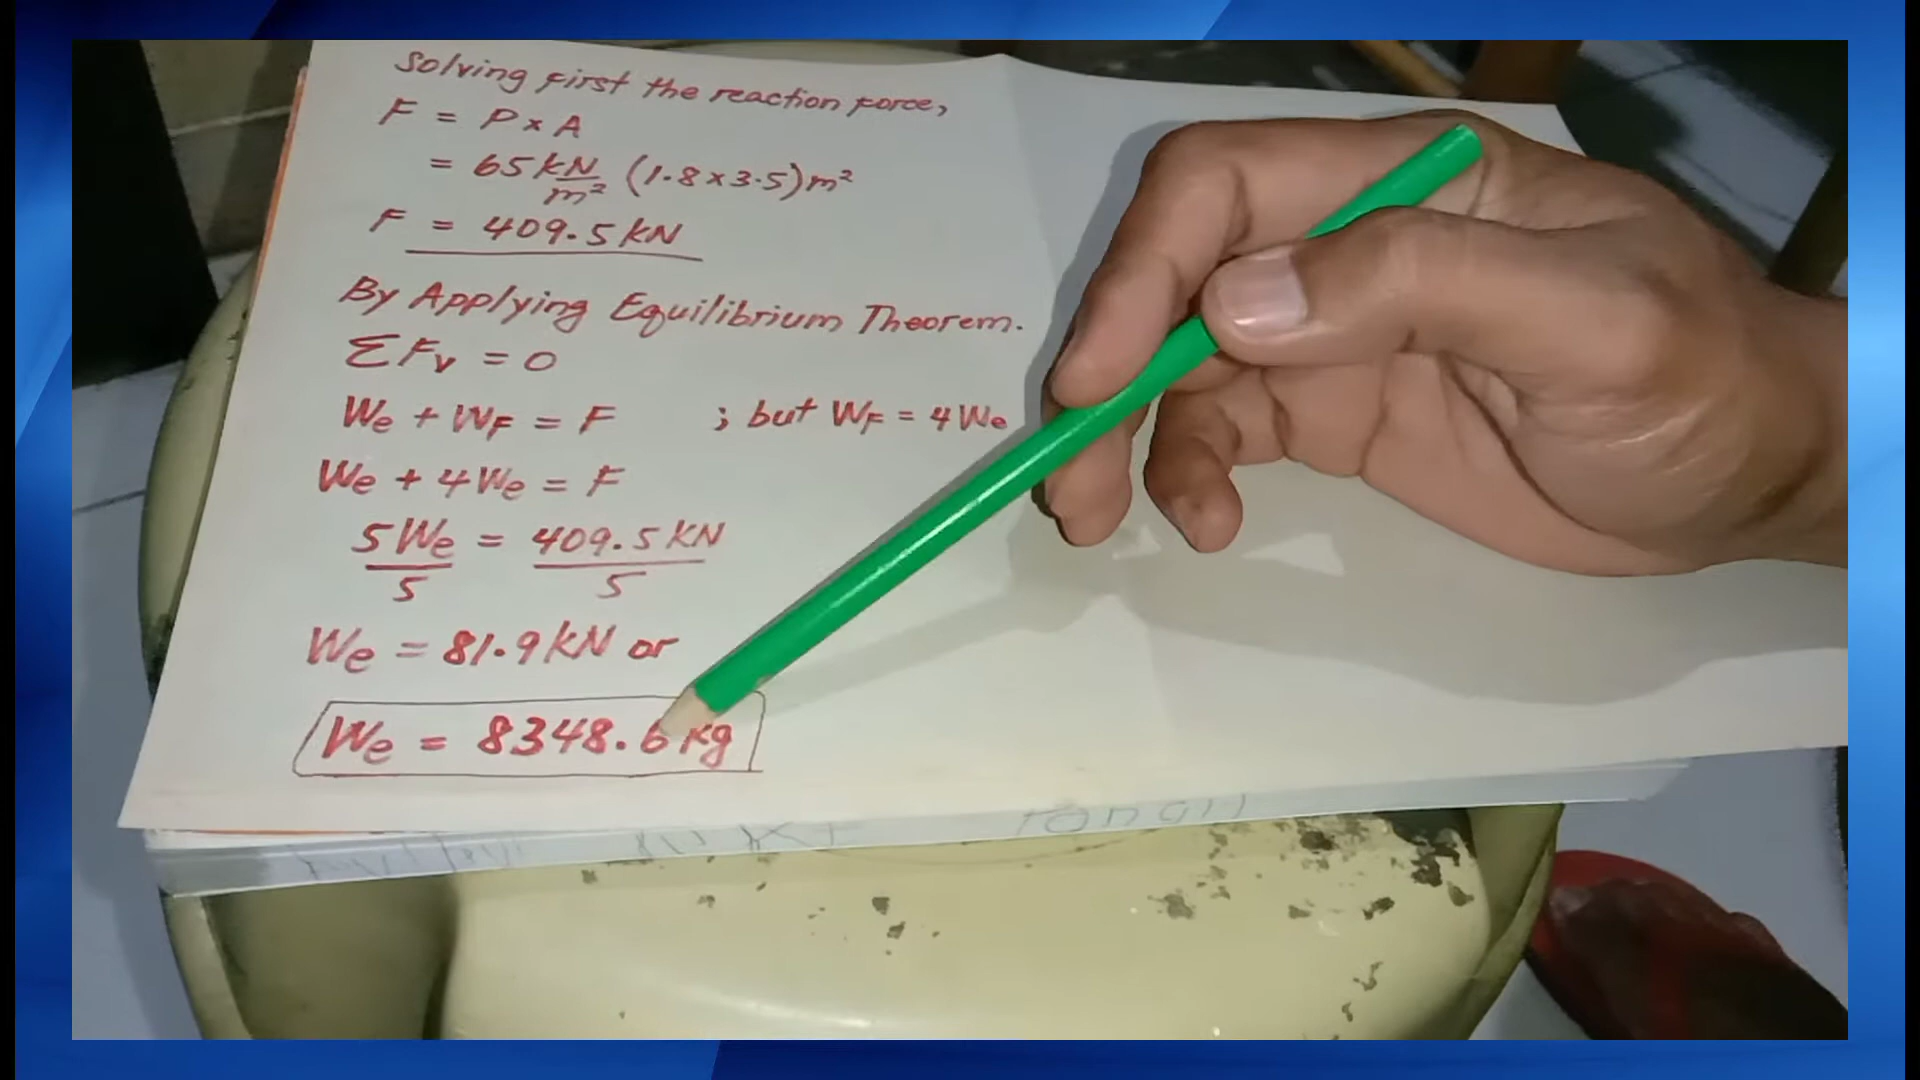 Solving first the reaction force,
F = P x A
= 65 kN/m² (1.8 x 3.5) m²
F = 409.5 kN
By Applying Equilibrium Theorem.
ΣFv = 0
We + WF = F ; but WF = 4We
We + 4We = F
5We/5 = 409.5 KN/5
We = 81.9 kN or
We = 8348.6 kg